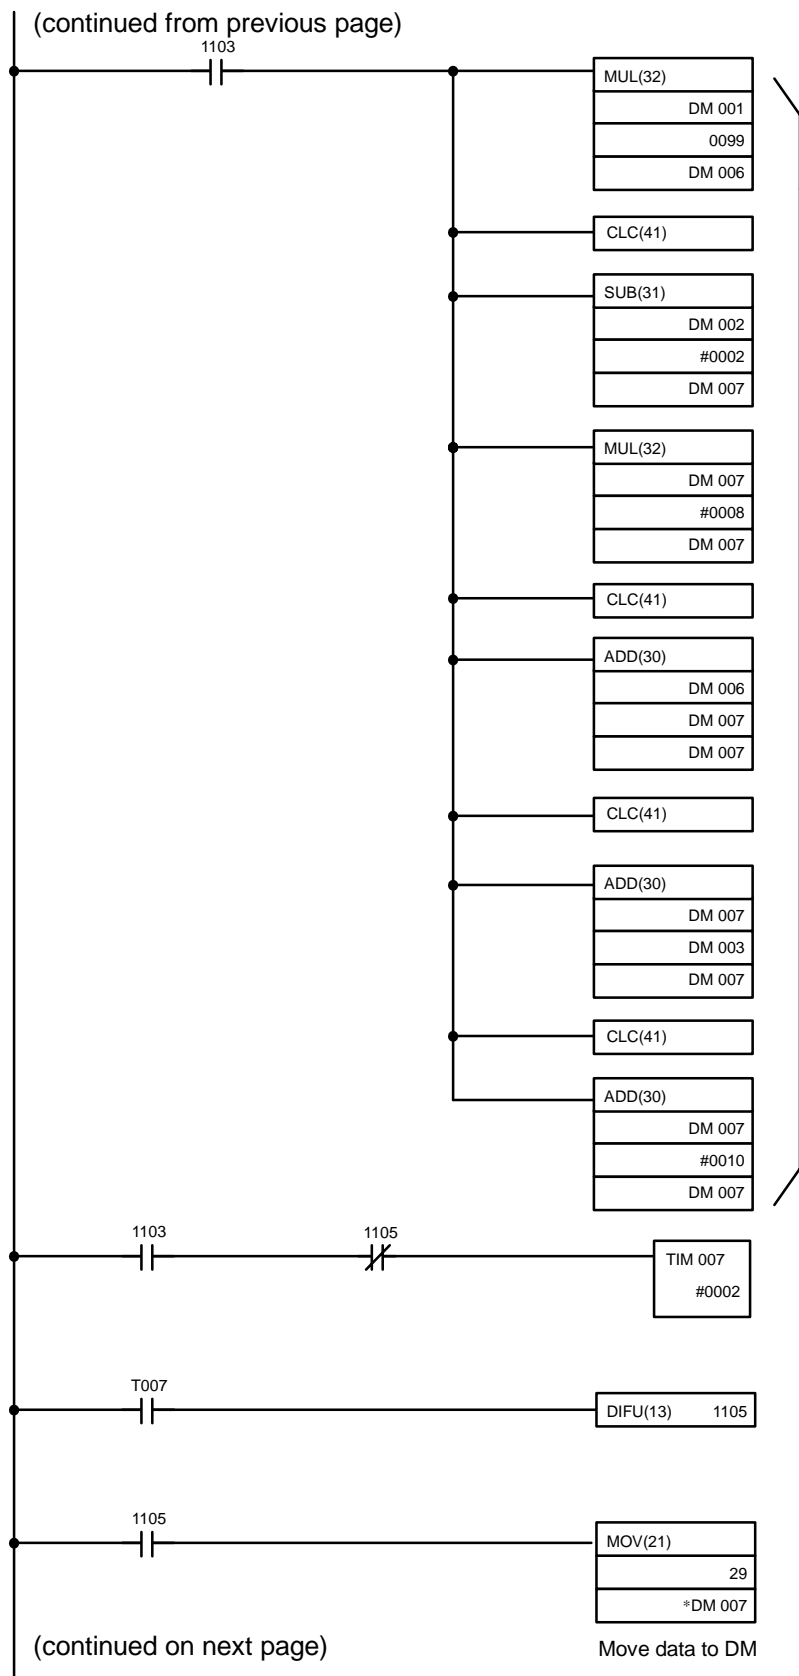 (continued from previous page)
1103
MUL(32)
DM 001
0099
DM 006
CLC(41)
SUB(31)
DM 002
#0002
DM 007
MUL(32)
DM 007
#0008
DM 007
CLC(41)
ADD(30)
DM 006
DM 007
DM 007
CLC(41)
ADD(30)
DM 007
DM 003
DM 007
CLC(41)
ADD(30)
DM 007
#0010
DM 007
1103 1105
TIM 007
#0002
T007
DIFU(13) 1105
1105
MOV(21)
29
*DM 007
(continued on next page) Move data to DM